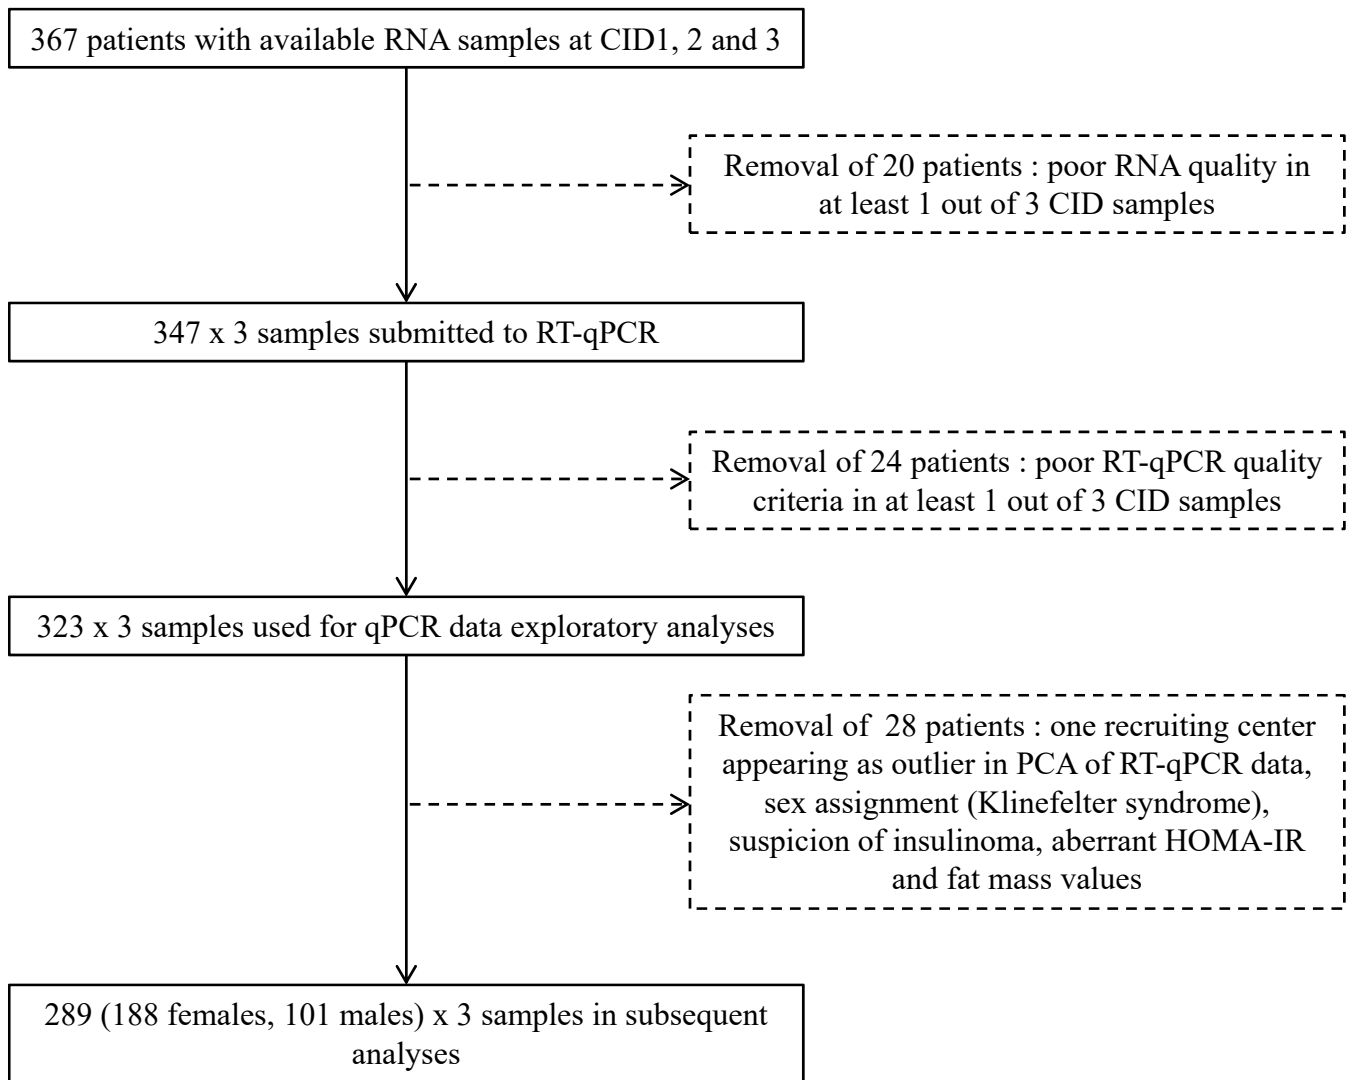 367 patients with available RNA samples at CID1, 2 and 3
Removal of 20 patients : poor RNA quality in
at least 1 out of 3 CID samples
347 x 3 samples submitted to RT-qPCR
Removal of 24 patients : poor RT-qPCR quality
criteria in at least 1 out of 3 CID samples
323 x 3 samples used for qPCR data exploratory analyses
Removal of  28 patients : one recruiting center
appearing as outlier in PCA of RT-qPCR data,
sex assignment (Klinefelter syndrome),
suspicion of insulinoma, aberrant HOMA-IR
and fat mass values
289 (188 females, 101 males) x 3 samples in subsequent
analyses